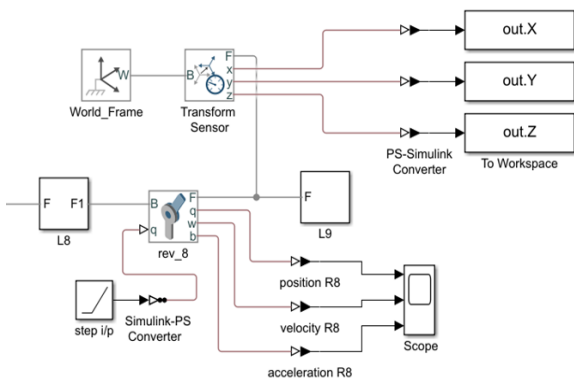 F
out.X
W
B
x
y
out.Y
z
World_Frame
Transform
Sensor
out.Z
PS-Simulink
Converter
To Workspace
F
F1
B
F
F
q
q
w
b
L8
L9
rev_8
position R8
step i/p
Simulink-PS
Converter
velocity R8
Scope
acceleration R8